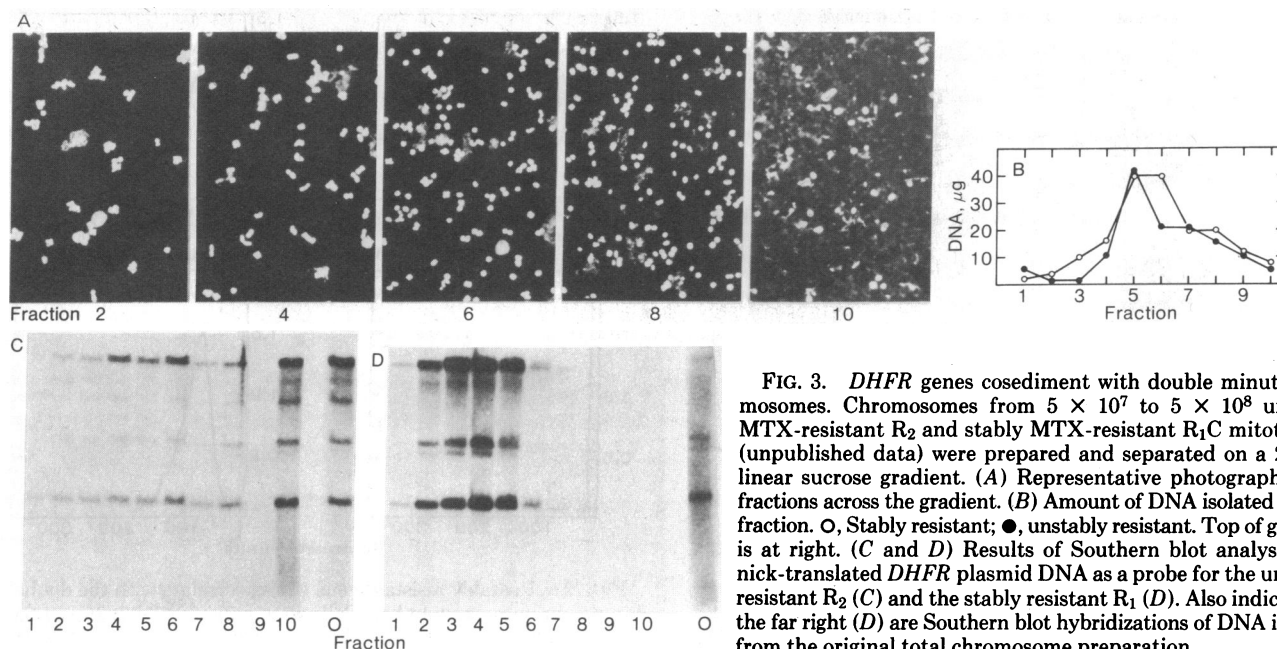 A
Fraction 2 4 6 8 10
B
DNA, µg
40
30
20
10
1 3 5 7 9
Fraction
C
D
1 2 3 4 5 6 7 8 9 10 O 1 2 3 4 5 6 7 8 9 10 O
Fraction
FIG. 3. DHFR genes cosediment with double minut
mosomes. Chromosomes from 5 × 10⁷ to 5 × 10⁸ u
MTX-resistant R₂ and stably MTX-resistant R₁C mitot
(unpublished data) were prepared and separated on a
linear sucrose gradient. (A) Representative photograph
fractions across the gradient. (B) Amount of DNA isolated
fraction. ○, Stably resistant; ●, unstably resistant. Top of g
is at right. (C and D) Results of Southern blot analys
nick-translated DHFR plasmid DNA as a probe for the un
resistant R₂ (C) and the stably resistant R₁ (D). Also indic
the far right (D) are Southern blot hybridizations of DNA i
from the original total chromosome preparation.